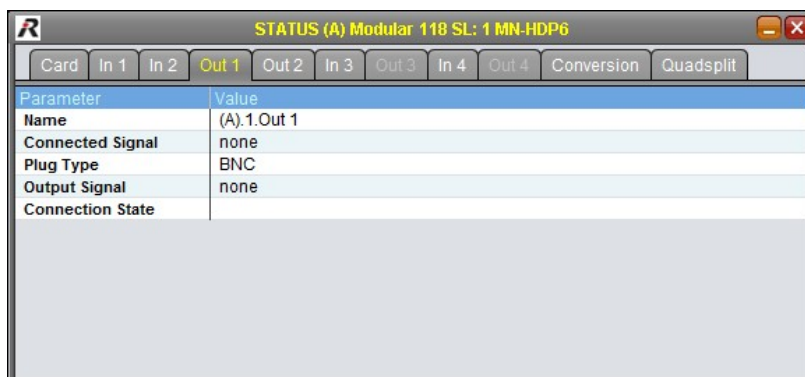 R STATUS (A) Modular 118 SL: 1 MN-HDP6
Card In 1 In 2 Out 1 Out 2 In 3 Out 3 In 4 Out 4 Conversion Quadsplit
Parameter Value
Name (A).1.Out 1
Connected Signal none
Plug Type BNC
Output Signal none
Connection State